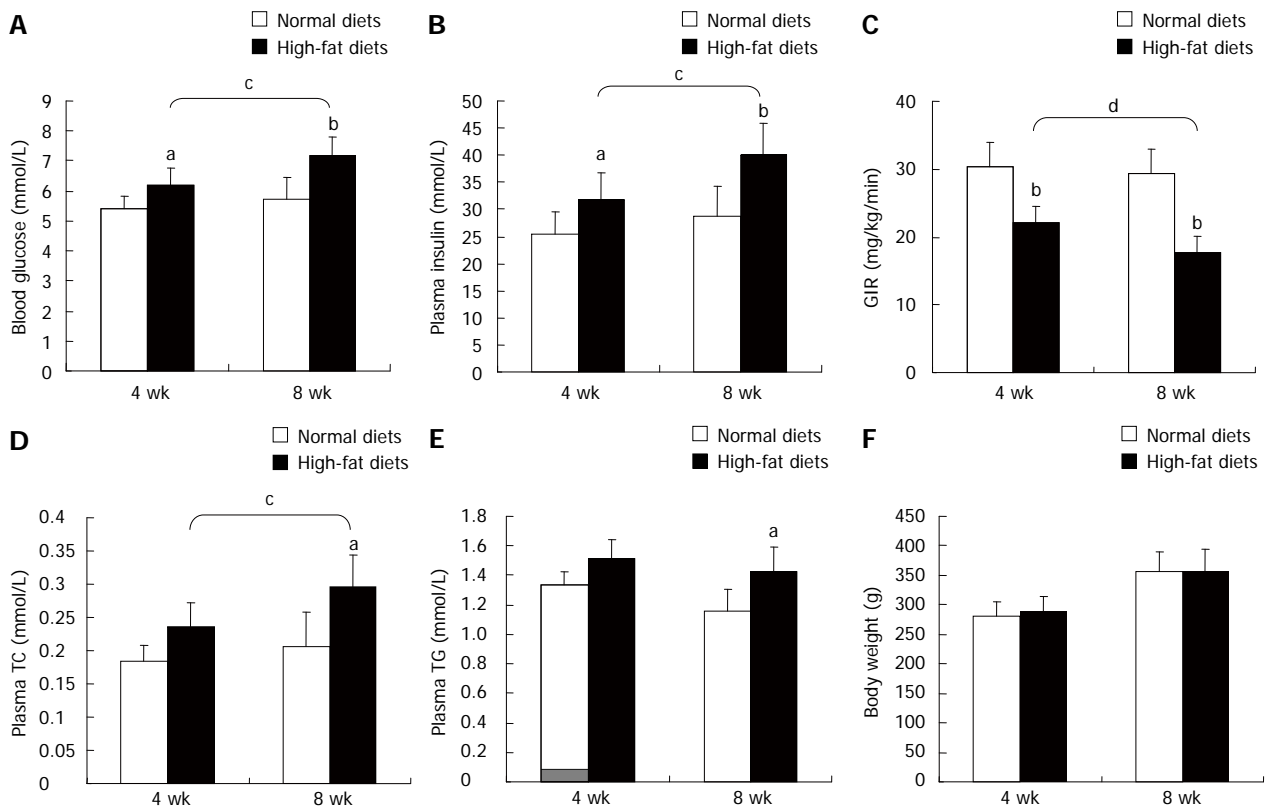 A
Normal diets
High-fat diets
c
a
b
Blood glucose (mmol/L)
9
8
7
6
5
4
3
2
1
0
4 wk
8 wk
B
Normal diets
High-fat diets
c
a
b
Plasma insulin (mmol/L)
50
45
40
35
30
25
20
15
10
5
0
4 wk
8 wk
C
Normal diets
High-fat diets
d
b
b
GIR (mg/kg/min)
40
30
20
30
0
4 wk
8 wk
D
Normal diets
High-fat diets
c
a
Plasma TC (mmol/L)
0.4
0.35
0.3
0.25
0.2
0.15
0.1
0.05
0
4 wk
8 wk
E
Normal diets
High-fat diets
a
Plasma TG (mmol/L)
1.8
1.6
1.4
1.2
1.0
0.8
0.6
0.4
0.2
0
4 wk
8 wk
F
Normal diets
High-fat diets
Body weight (g)
450
400
350
300
250
200
150
100
50
0
4 wk
8 wk